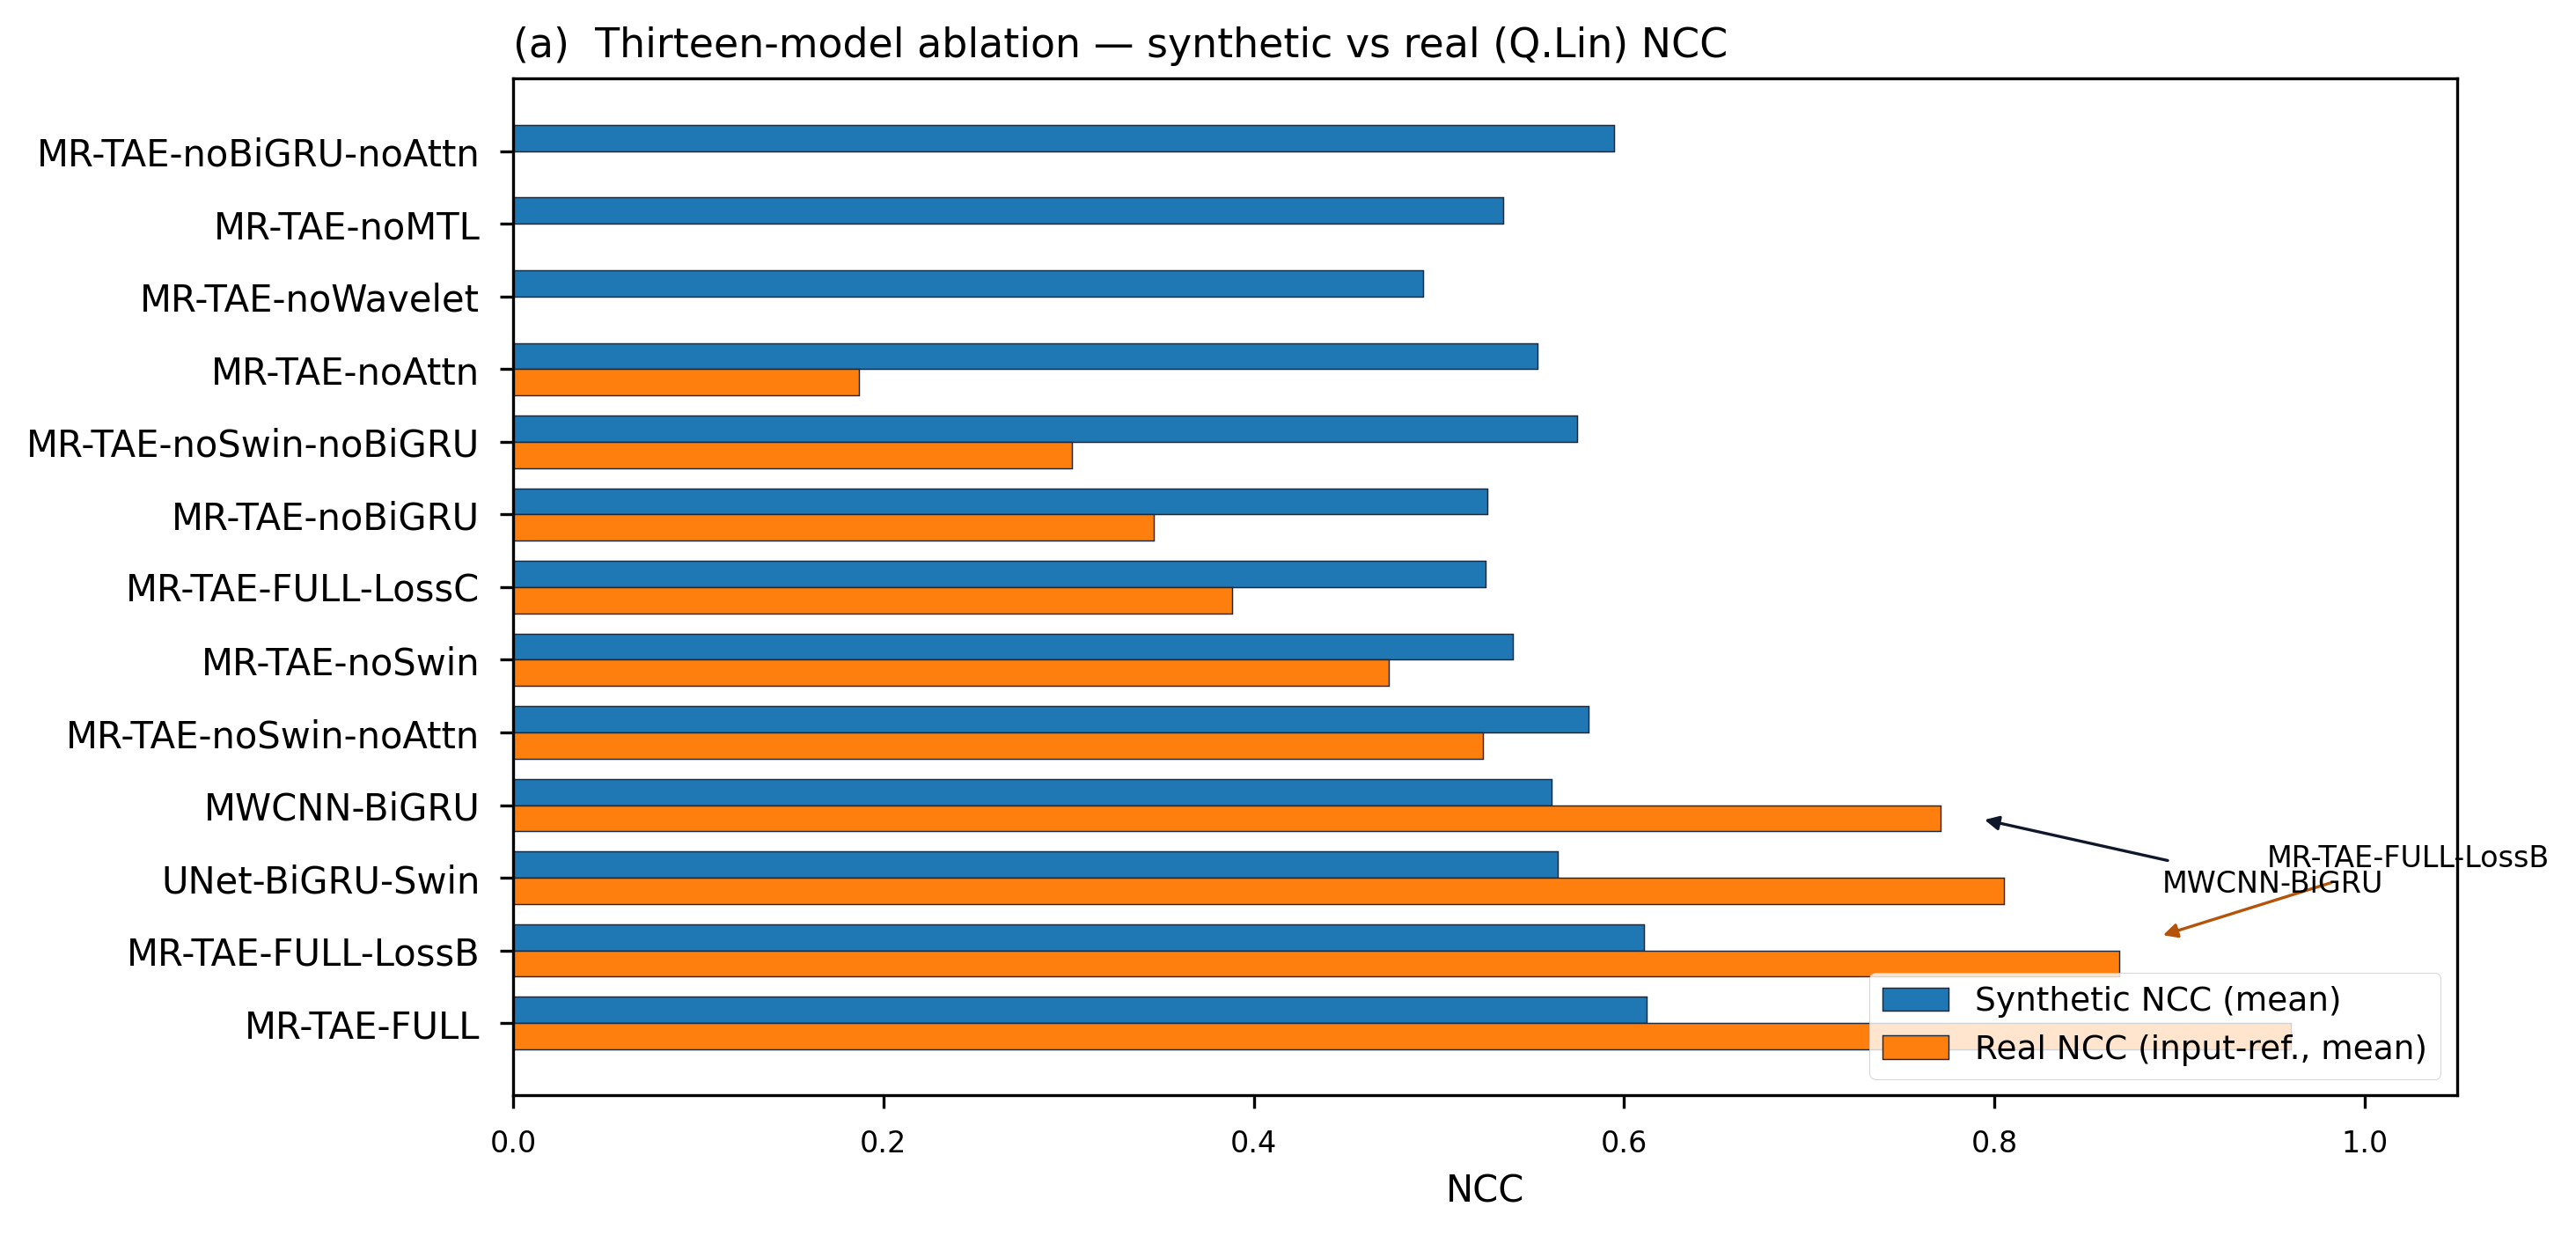 (a)  Thirteen-model ablation — synthetic vs real (Q.Lin) NCC
MR-TAE-noBiGRU-noAttn
MR-TAE-noMTL
MR-TAE-noWavelet
MR-TAE-noAttn
MR-TAE-noSwin-noBiGRU
MR-TAE-noBiGRU
MR-TAE-FULL-LossC
MR-TAE-noSwin
MR-TAE-noSwin-noAttn
MWCNN-BiGRU
UNet-BiGRU-Swin
MR-TAE-FULL-LossB
MR-TAE-FULL
MR-TAE-FULL-LossB
MWCNN-BiGRU
Synthetic NCC (mean)
Real NCC (input-ref., mean)
0.0 0.2 0.4 0.6 0.8 1.0
NCC